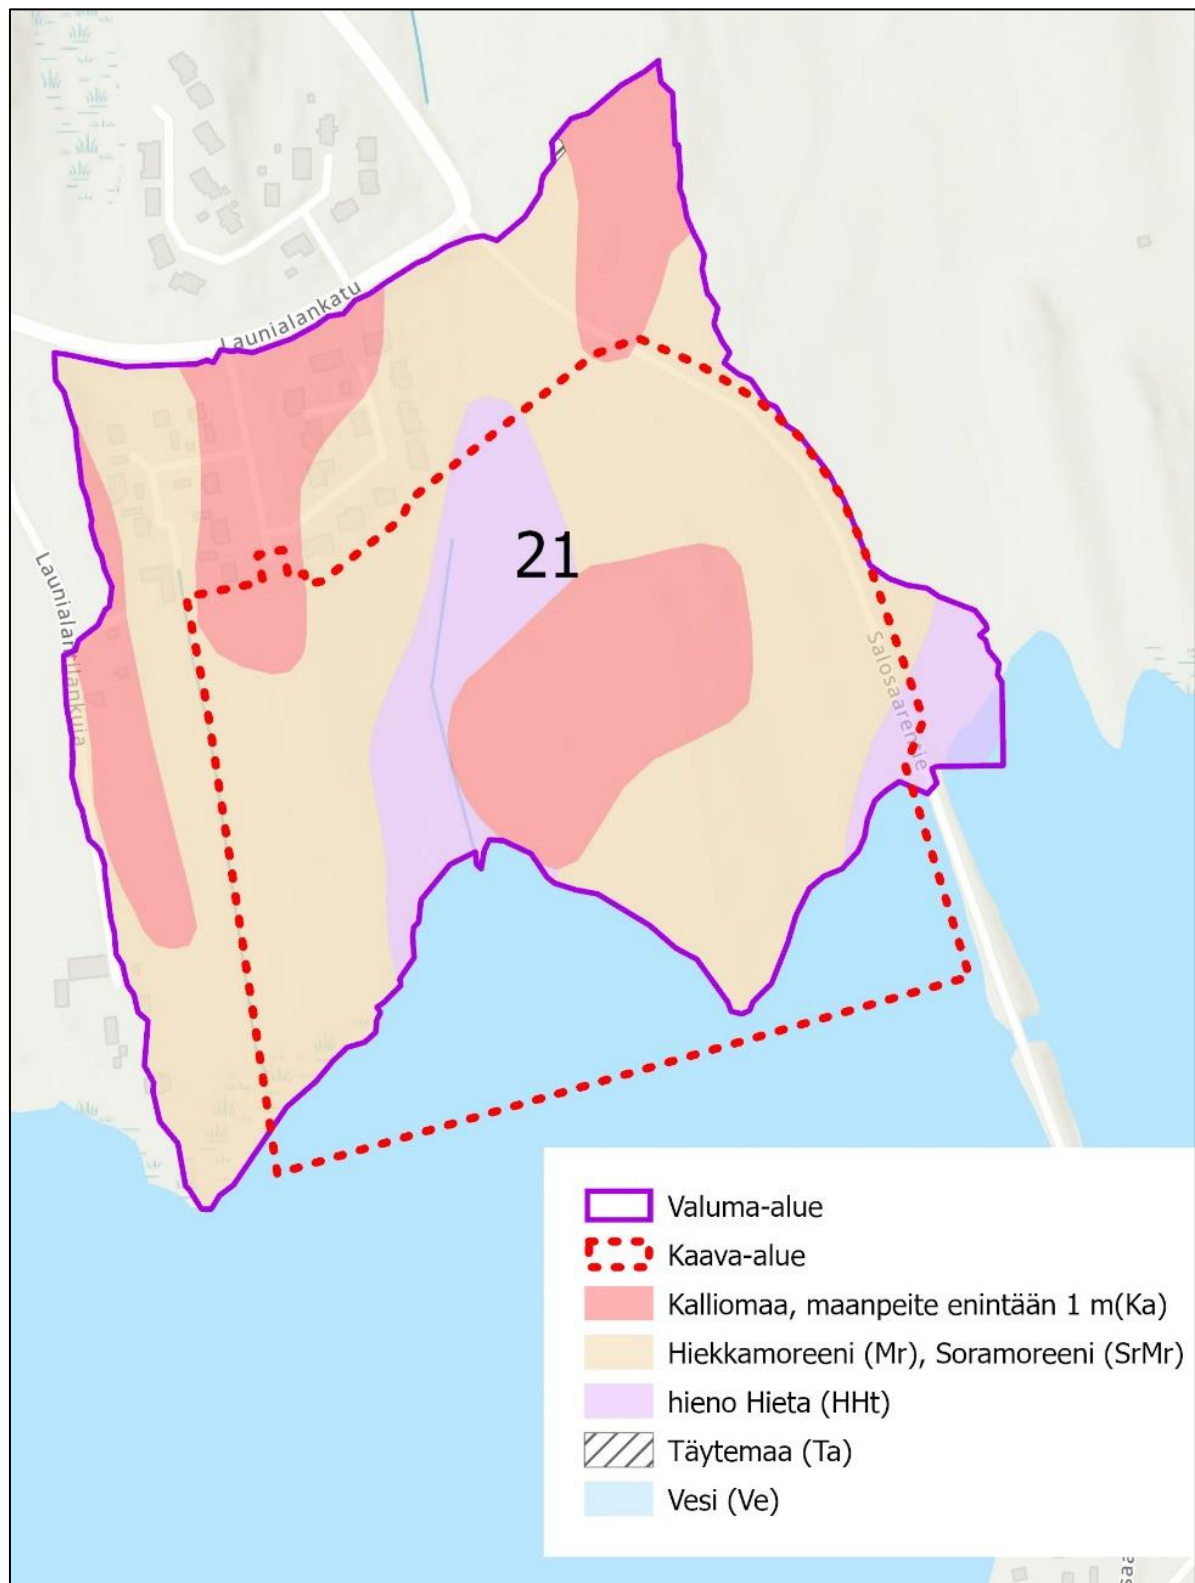 Launialankatu
21
Launialantilankuja
Salosaarentie
Valuma-alue
Kaava-alue
Kalliomaa, maanpeite enintään 1 m(Ka)
Hiekkamoreeni (Mr), Soramoreeni (SrMr)
hieno Hieta (HHt)
Täytemaa (Ta)
Vesi (Ve)